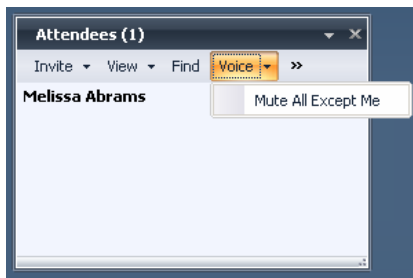 Attendees (1)
Invite View Find Voice »
Mute All Except Me
Melissa Abrams